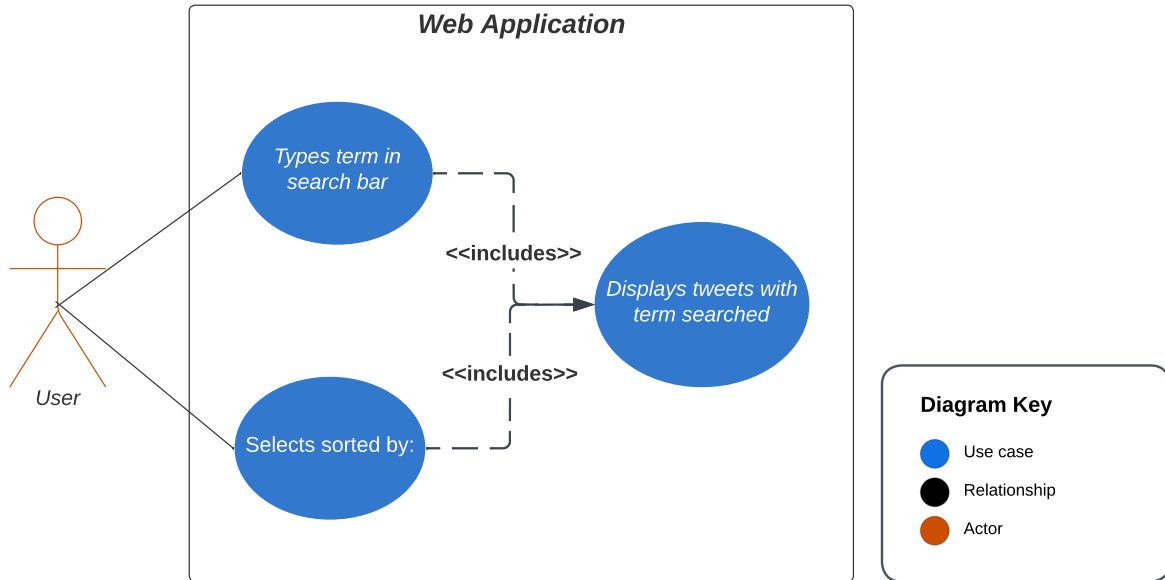 Web Application
Types term in
search bar
<<includes>>
Displays tweets with
term searched
<<includes>>
User
Selects sorted by:
Diagram Key
Use case
Relationship
Actor